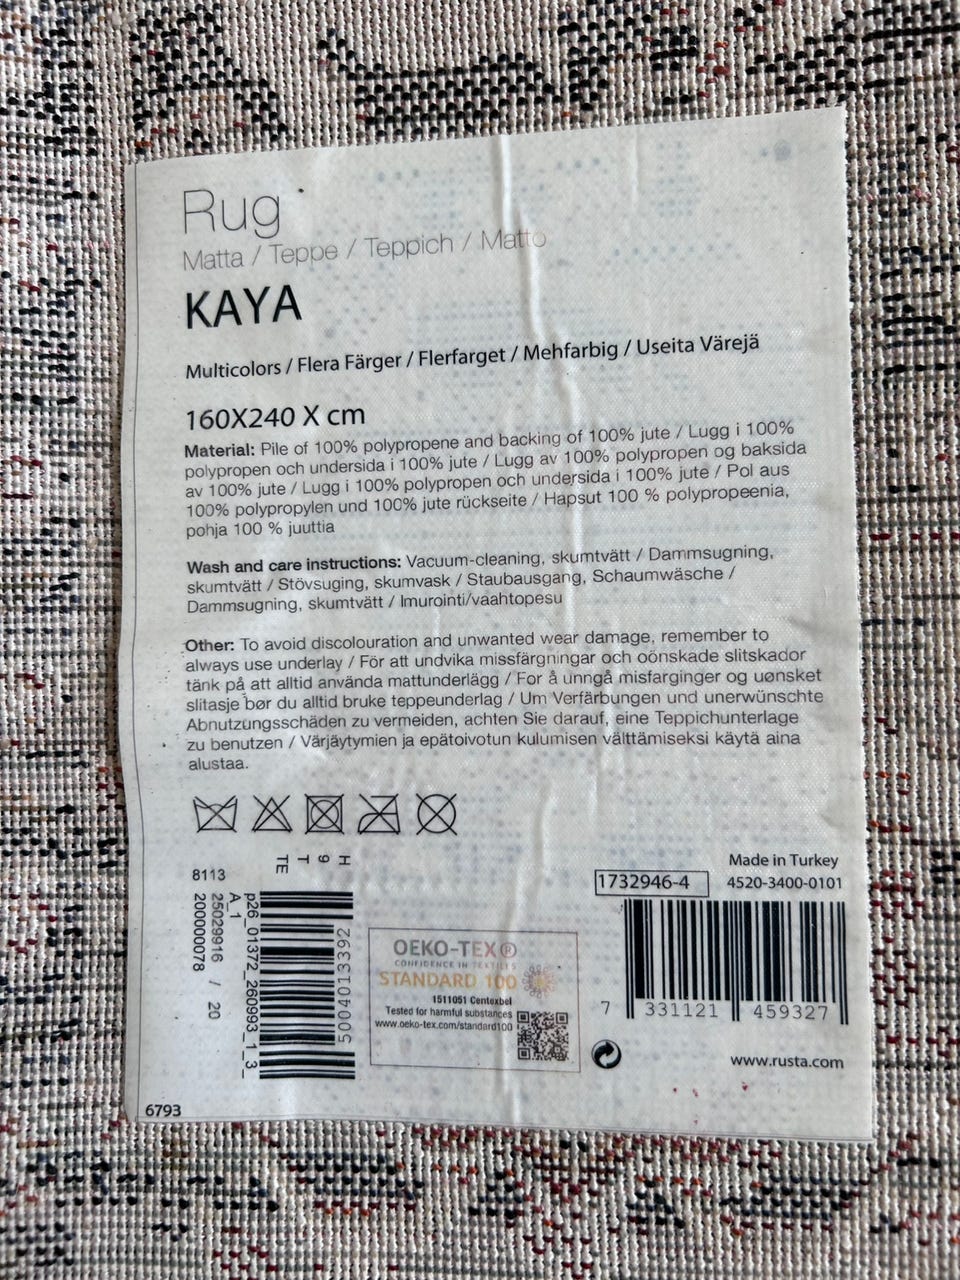 Rug
Matta / Teppe / Teppich / Matto
KAYA
Multicolors / Flera Färger / Flerfarget / Mehfarbig / Useita Värejä
160X240 X cm
Material: Pile of 100% polypropene and backing of 100% jute / Lugg i 100%
polypropen och undersida i 100% jute / Lugg av 100% polypropen og baksida
av 100% jute / Lugg i 100% polypropen och undersida i 100% jute / Pol aus
100% polypropylen und 100% jute rückseite / Hapsut 100 % polypropeenia,
pohja 100 % juuttia
Wash and care instructions: Vacuum-cleaning, skumtvätt / Dammsugning,
skumtvätt / Stövsuging, skumvask / Staubausgang, Schaumwäsche /
Dammsugning, skumtvätt / Imurointi/vaahtopesu
Other: To avoid discolouration and unwanted wear damage, remember to
always use underlay / För att undvika missfärgningar och oönskade slitskador
tänk på att alltid använda mattunderlägg / For å unngå misfarginger og uønsket
slitasje bør du alltid bruke teppeunderlag / Um Verfärbungen und unerwünschte
Abnutzungsschäden zu vermeiden, achten Sie darauf, eine Teppichunterlage
zu benutzen / Värjäytymien ja epätoivotun kulumisen välttämiseksi käytä aina
alustaa.
8113
TE T 9 H
p26_01372_260993_1_3_
A_1
25029916 / 20
2000000078
5004013392
OEKO-TEX®
CONFIDENCE IN TEXTILES
STANDARD 100
1511051 Centexbel
Tested for harmful substances
www.oeko-tex.com/standard100
Made in Turkey
1732946-4 4520-3400-0101
7 331121 459327
www.rusta.com
6793